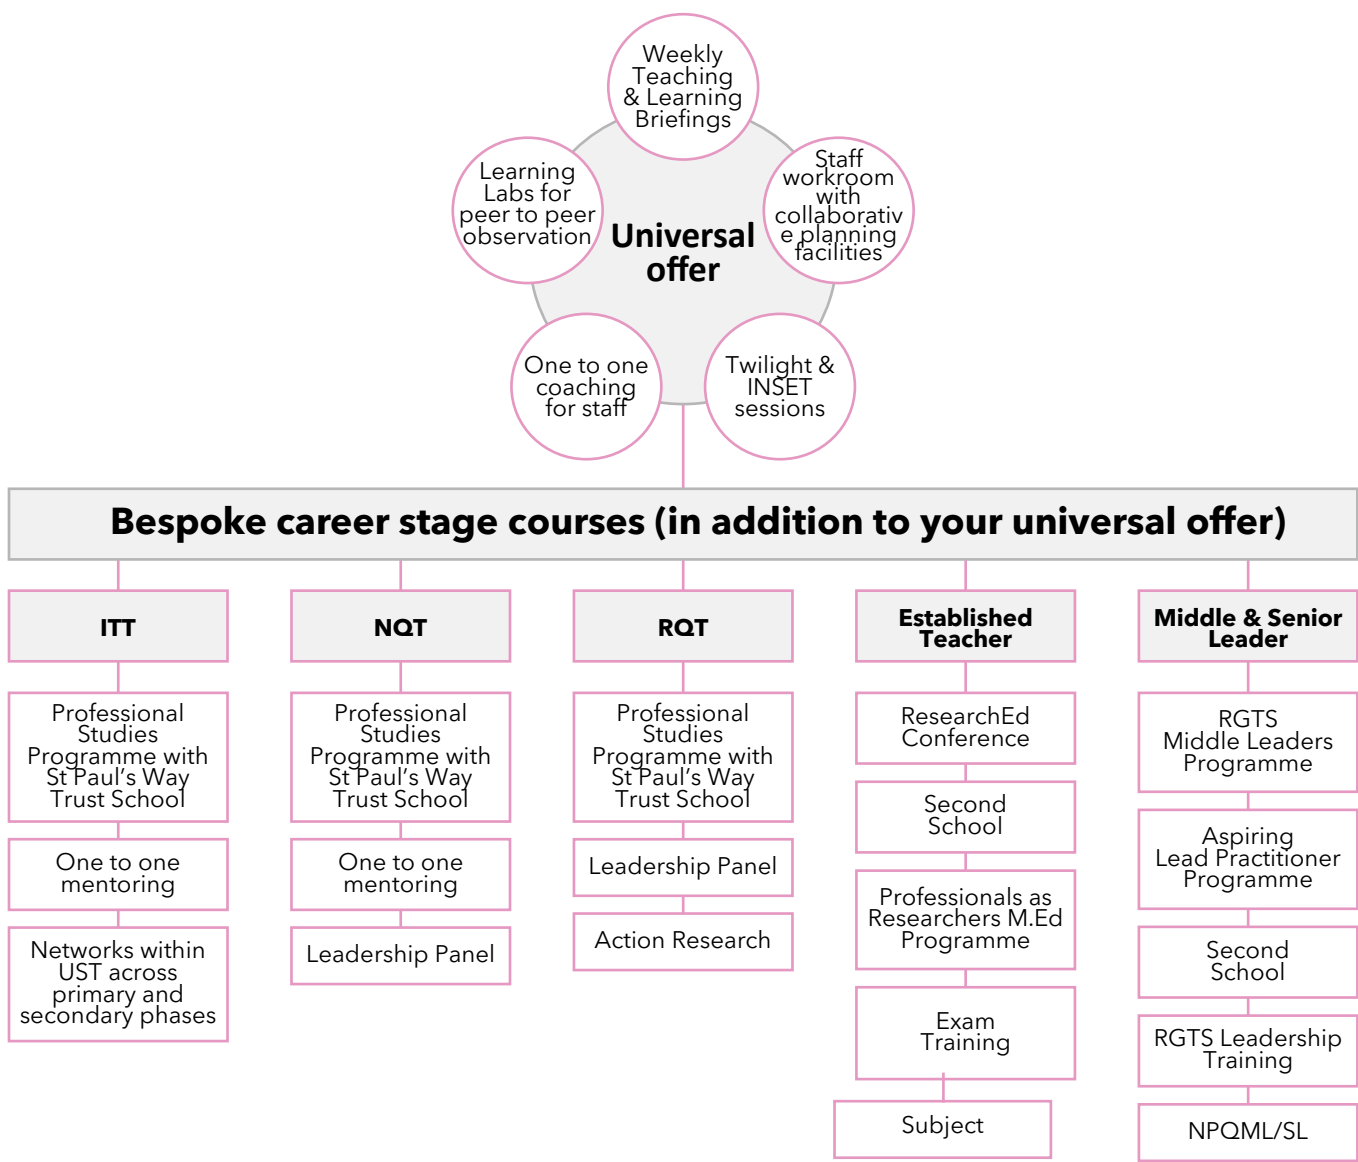 Weekly
Teaching
& Learning
Briefings
Learning
Labs for
peer to peer
observation
Staff
workroom
with
collaborativ
e planning
facilities
Universal
offer
One to one
coaching
for staff
Twilight &
INSET
sessions
Bespoke career stage courses (in addition to your universal offer)
ITT
Professional
Studies
Programme with
St Paul’s Way
Trust School
One to one
mentoring
Networks within
UST across
primary and
secondary phases
NQT
Professional
Studies
Programme with
St Paul’s Way
Trust School
One to one
mentoring
Leadership Panel
RQT
Professional
Studies
Programme with
St Paul’s Way
Trust School
Leadership Panel
Action Research
Established
Teacher
ResearchEd
Conference
Second
School
Professionals as
Researchers M.Ed
Programme
Exam
Training
Subject
Middle & Senior
Leader
RGTS
Middle Leaders
Programme
Aspiring
Lead Practitioner
Programme
Second
School
RGTS Leadership
Training
NPQML/SL